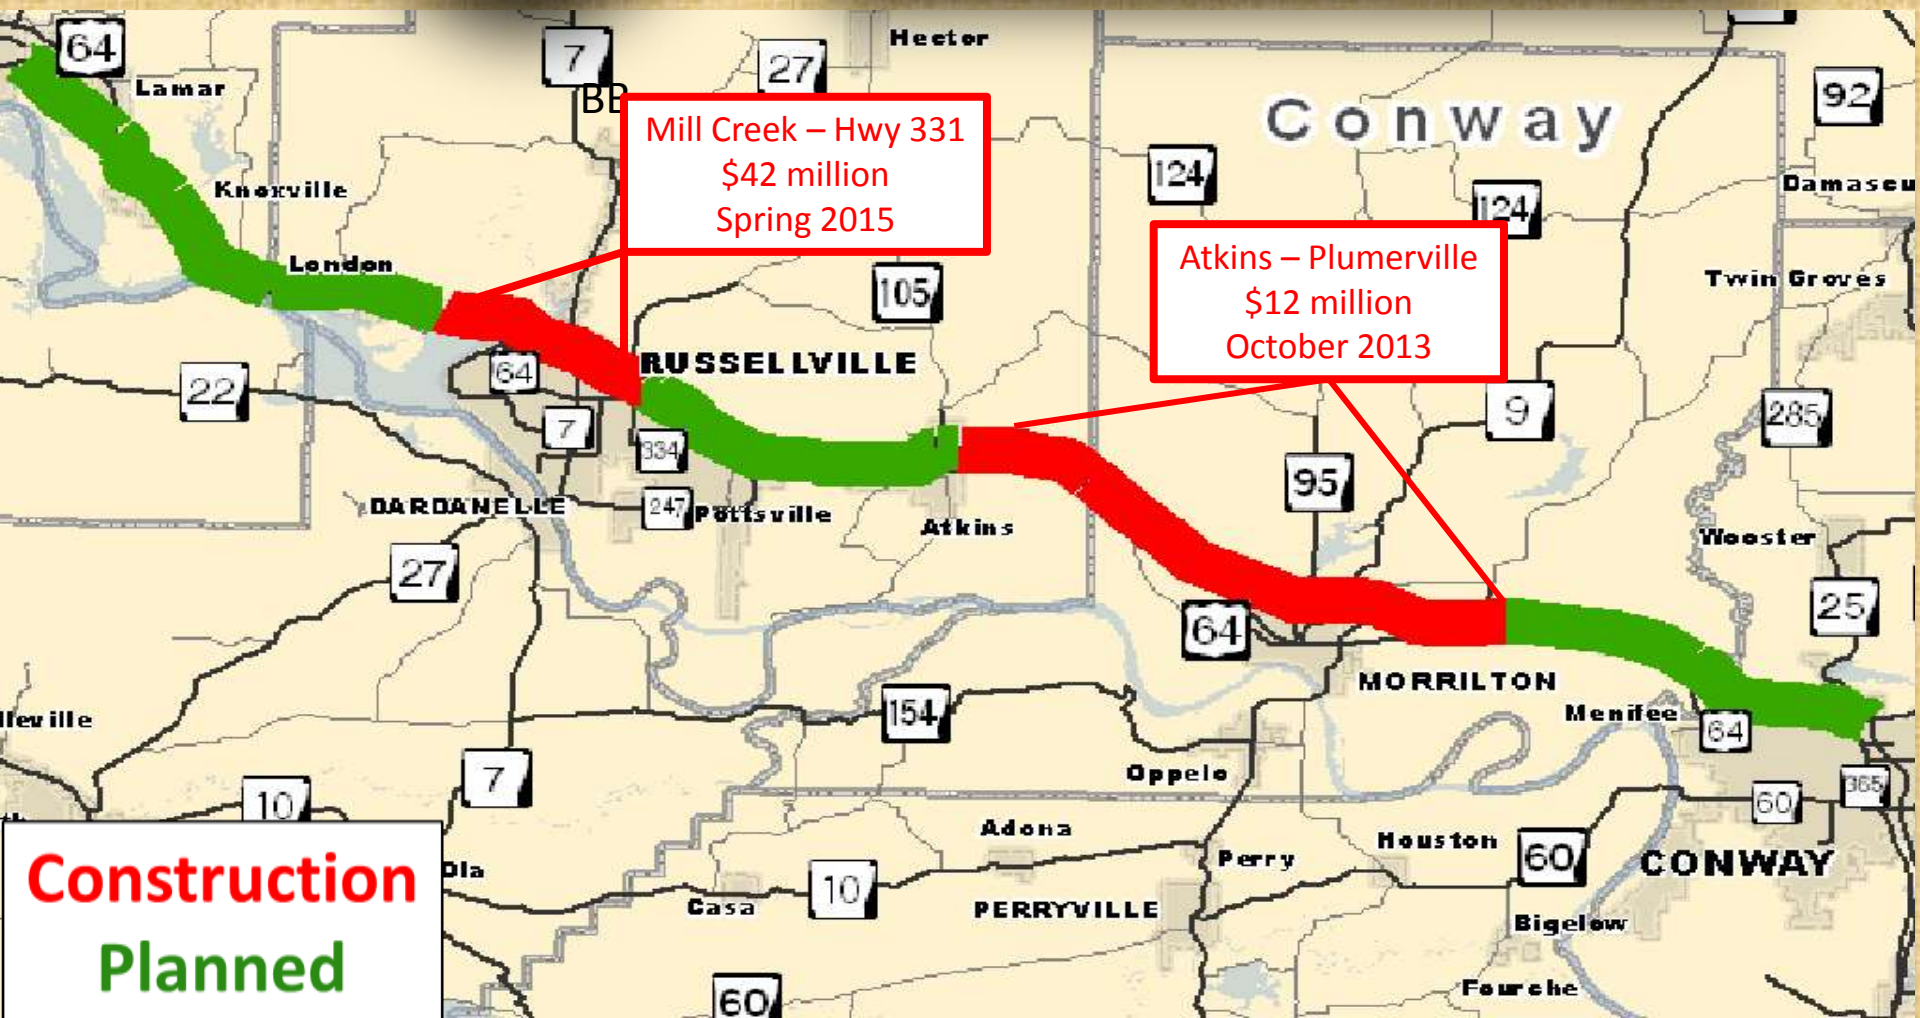 64
Lamar
7
27
Hector
92
BE
Mill Creek – Hwy 331
$42 million
Spring 2015
Conway
124
124
Knoxville
Damascu
Atkins – Plumerville
$12 million
October 2013
London
105
Twin Groves
RUSSELLVILLE
64
22
7
9
285
334
95
DARDANELLE
247
Pottsville
Atkins
Wooster
27
25
64
MORRILTON
lleville
154
Menifee
64
7
Oppelo
10
60
365
Construction
Planned
Ola
Adona
Perry
Houston
60
CONWAY
Casa
10
PERRYVILLE
Bigelow
60
Fourche